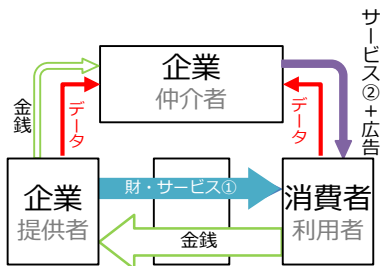 企業
仲介者
サービス②+広告
金銭
データ
データ
企業
提供者
財・サービス①
消費者
利用者
金銭